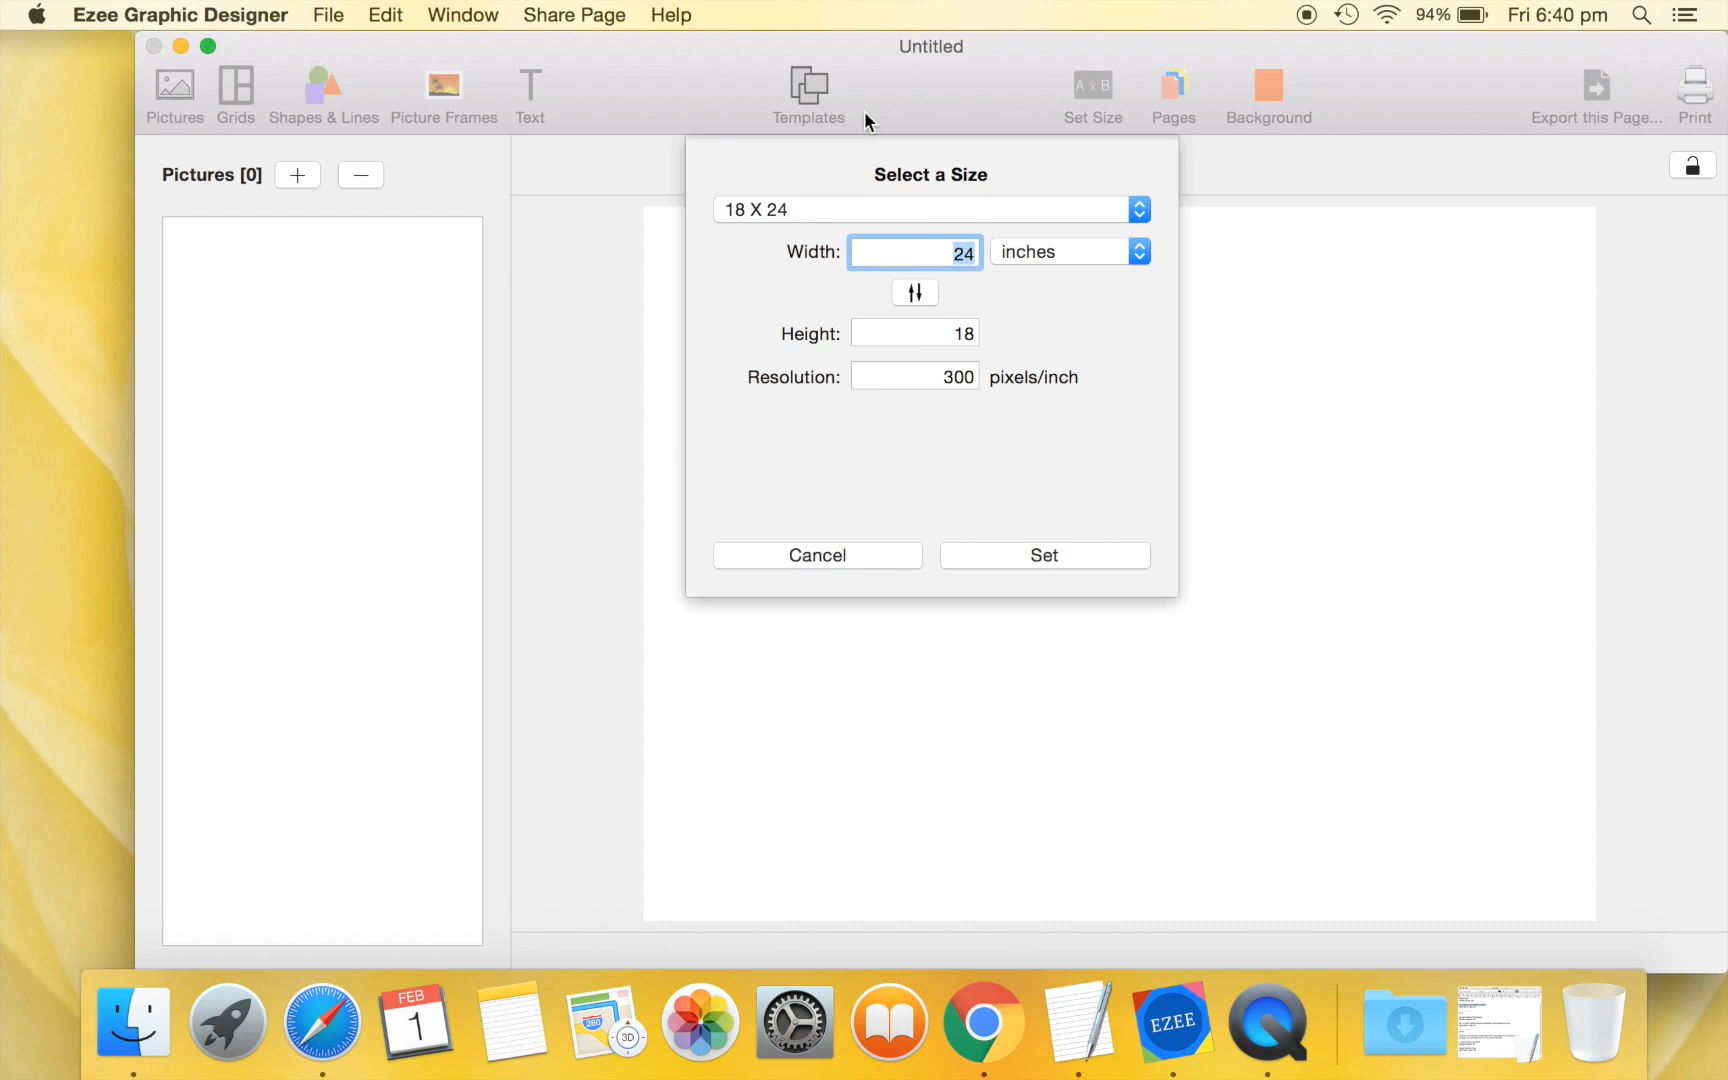 Ezee Graphic Designer File Edit Window Share Page Help 94% Fri 6:40 pm
Untitled
Pictures Grids Shapes & Lines Picture Frames Text Templates A x B Set Size Pages Background Export this Page... Print
Pictures [0] + −
Select a Size
18 X 24
Width: 24 inches
Height: 18
Resolution: 300 pixels/inch
Cancel Set
FEB
1
280
3D
EZEE